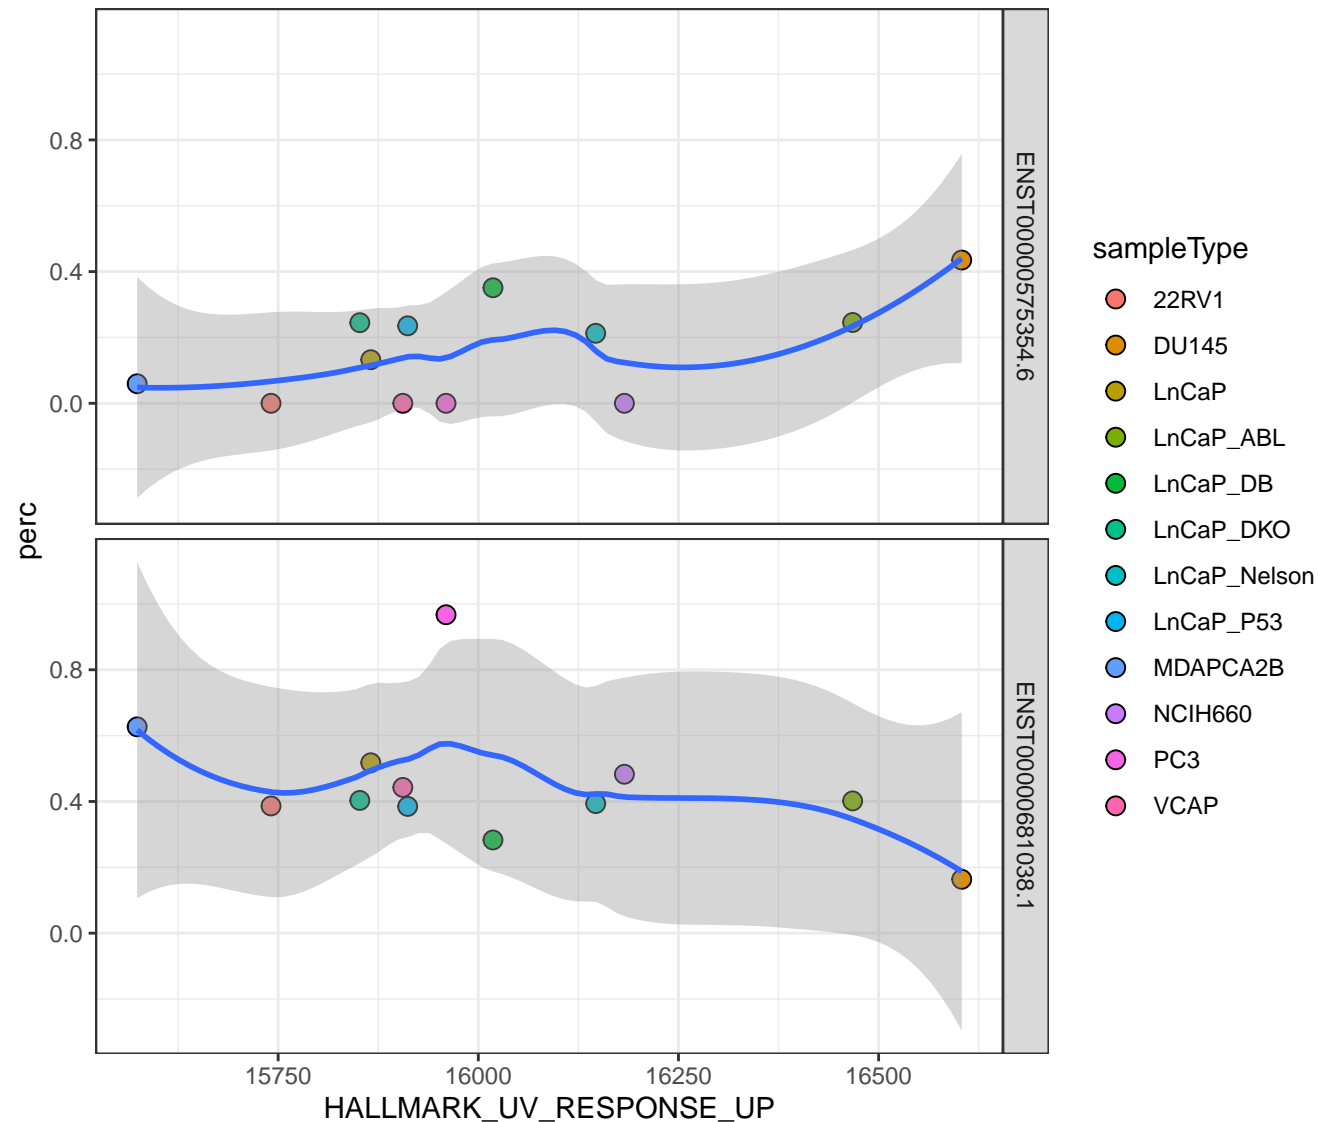 0.8
0.4
0.0
ENST00000575354.6
perc
0.8
0.4
0.0
ENST00000681038.1
15750 16000 16250 16500
HALLMARK_UV_RESPONSE_UP
sampleType
22RV1
DU145
LnCaP
LnCaP_ABL
LnCaP_DB
LnCaP_DKO
LnCaP_Nelson
LnCaP_P53
MDAPCA2B
NCIH660
PC3
VCAP